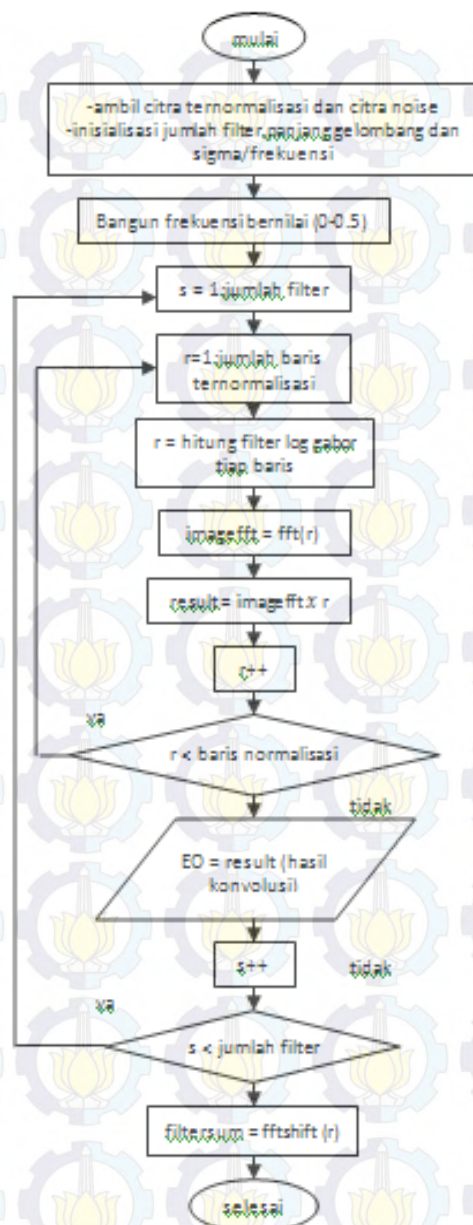 mulai
-ambil citra ternormalisasi dan citra noise
-inisialisasi jumlah filter,panjang gelombang dan
sigma/frekuensi
Bangun frekuensi bernilai (0-0.5)
s = 1:jumlah filter
r=1:jumlah baris
ternormalisasi
r = hitung filter log gabor
tiap baris
imagefft = fft(r)
result = imagefft x r
r++
ya
r < baris normalisasi
tidak
EO = result (hasil
konvolusi)
s++
tidak
ya
s < jumlah filter
filtersum = fftshift (r)
selesai